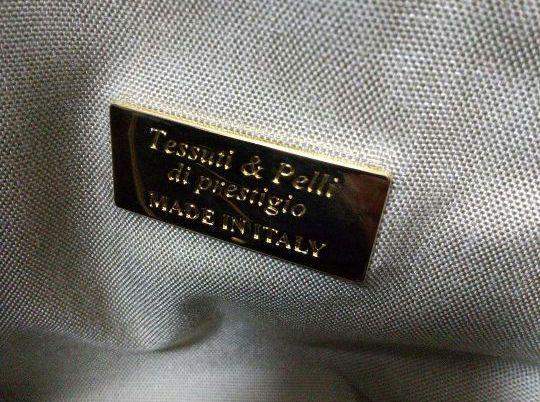 Tessuti & Pelli
di prestigio
MADE IN ITALY